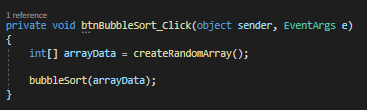 1 reference
private void btnBubbleSort_Click(object sender, EventArgs e)
{
    int[] arrayData = createRandomArray();

    bubbleSort(arrayData);
}